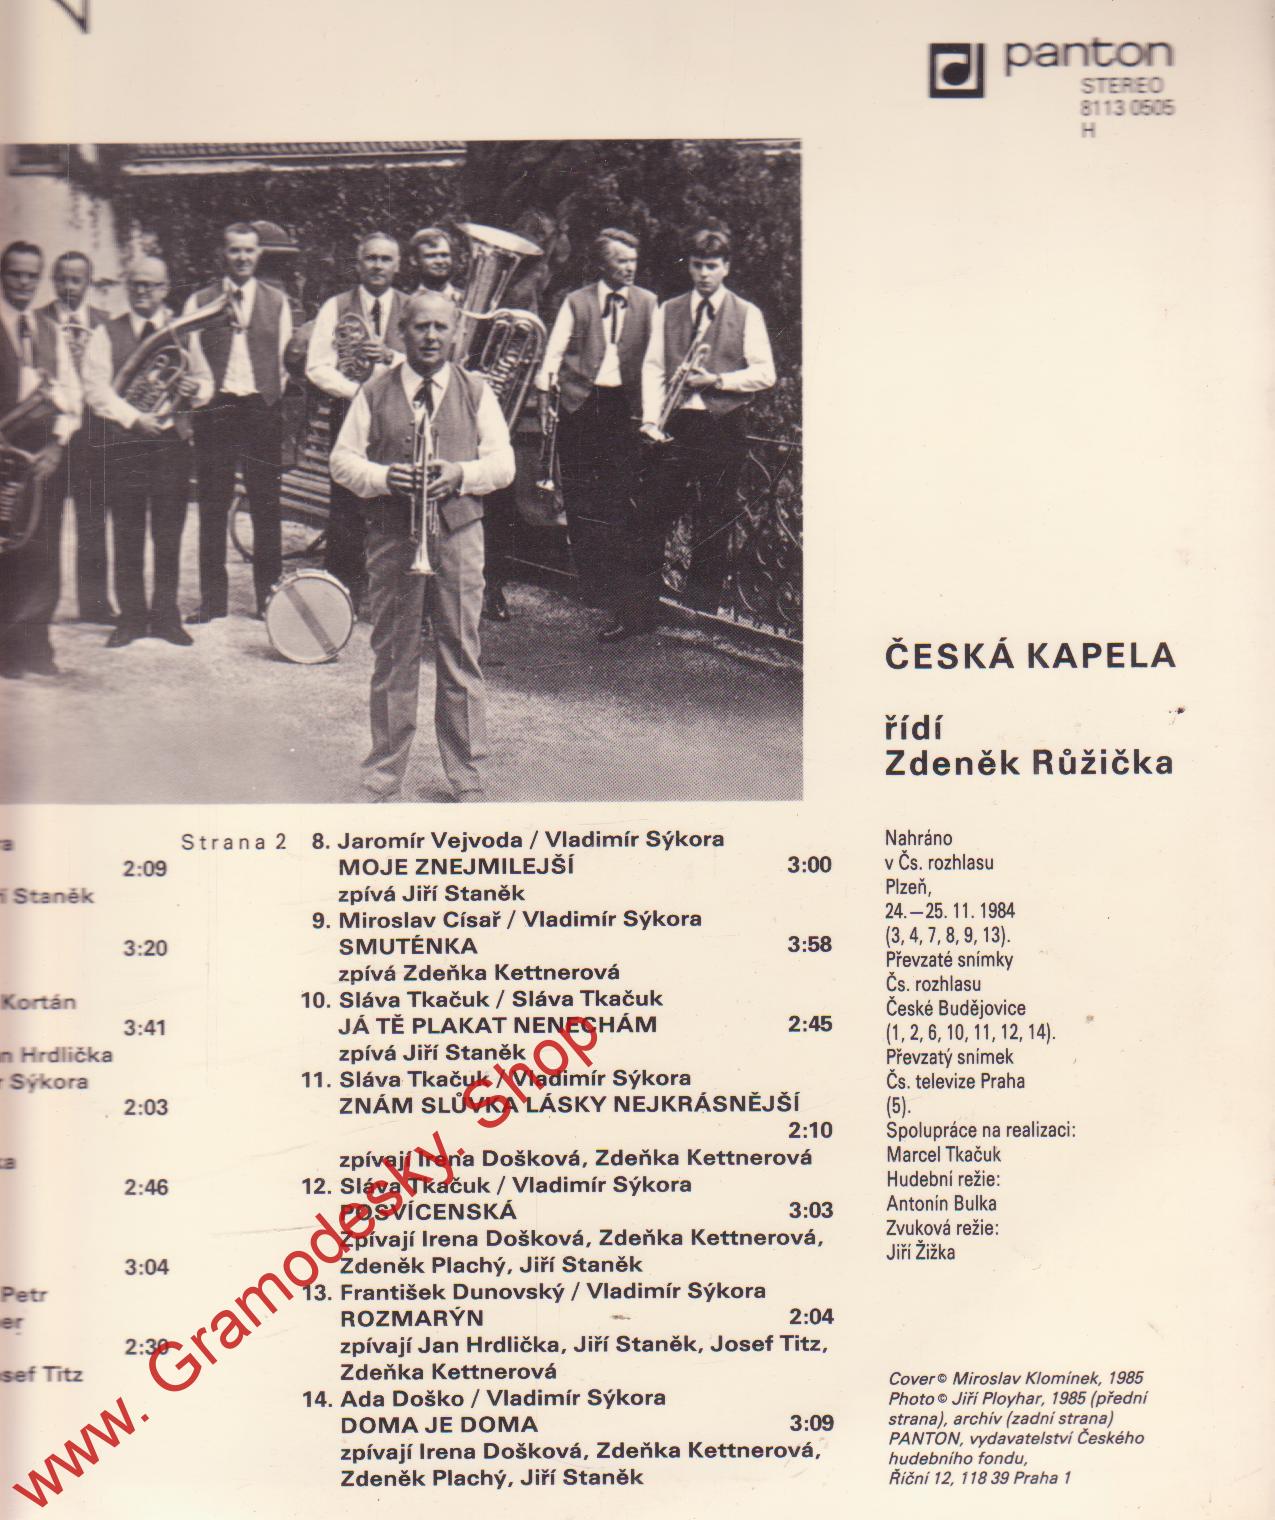 panton
STEREO
8113 0505
H
ČESKÁ KAPELA
řídí
Zdeněk Růžička
2:09
Staněk
3:20
Kortán
3:41
Hrdlička
Sýkora
2:03
2:46
3:04
Petr
2:30
Titz
Strana 2
8. Jaromír Vejvoda / Vladimír Sýkora
MOJE ZNEJMILEJŠÍ 3:00
zpívá Jiří Staněk
9. Miroslav Císař / Vladimír Sýkora
SMUTÉNKA 3:58
zpívá Zdeňka Kettnerová
10. Sláva Tkačuk / Sláva Tkačuk
JÁ TĚ PLAKAT NENECHÁM 2:45
zpívá Jiří Staněk
11. Sláva Tkačuk / Vladimír Sýkora
ZNÁM SLŮVKA LÁSKY NEJKRÁSNĚJŠÍ
2:10
zpívají Irena Došková, Zdeňka Kettnerová
12. Sláva Tkačuk / Vladimír Sýkora
POSVÍCENSKÁ 3:03
Zpívají Irena Došková, Zdeňka Kettnerová,
Zdeněk Plachý, Jiří Staněk
13. František Dunovský / Vladimír Sýkora
ROZMARÝN 2:04
zpívají Jan Hrdlička, Jiří Staněk, Josef Titz,
Zdeňka Kettnerová
14. Ada Doško / Vladimír Sýkora
DOMA JE DOMA 3:09
zpívají Irena Došková, Zdeňka Kettnerová,
Zdeněk Plachý, Jiří Staněk
Nahráno
v Čs. rozhlasu
Plzeň,
24.–25. 11. 1984
(3, 4, 7, 8, 9, 13).
Převzaté snímky
Čs. rozhlasu
České Budějovice
(1, 2, 6, 10, 11, 12, 14).
Převzatý snímek
Čs. televize Praha
(5).
Spolupráce na realizaci:
Marcel Tkačuk
Hudební režie:
Antonín Bulka
Zvuková režie:
Jiří Žižka
Cover © Miroslav Klomínek, 1985
Photo © Jiří Ployhar, 1985 (přední
strana), archív (zadní strana)
PANTON, vydavatelství Českého
hudebního fondu,
Říční 12, 118 39 Praha 1
www. Gramodesky. Shop